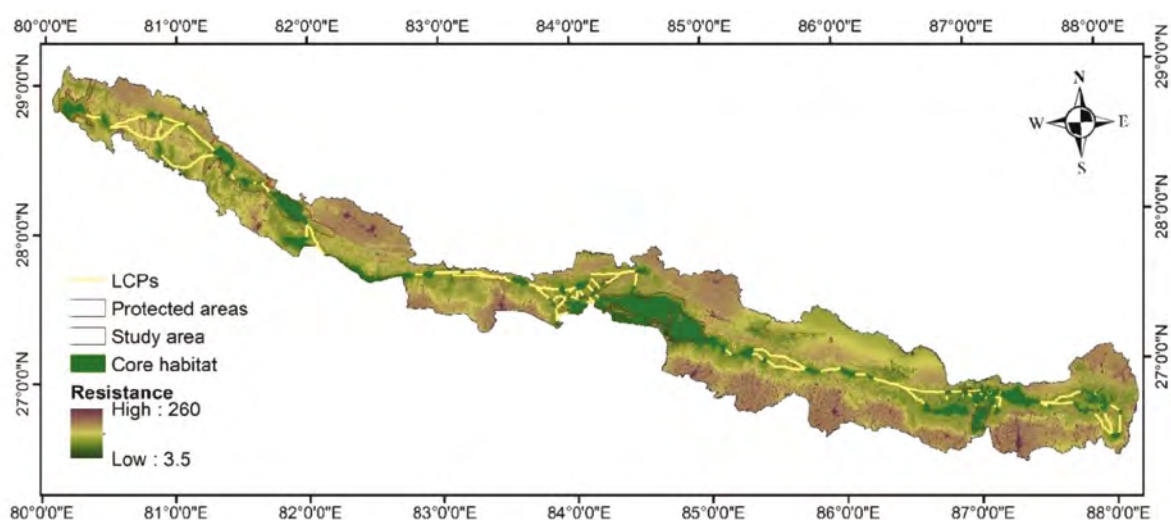 80°0'0"E 81°0'0"E 82°0'0"E 83°0'0"E 84°0'0"E 85°0'0"E 86°0'0"E 87°0'0"E 88°0'0"E
29°0'0"N
29°0'0"N
N
W E
S
28°0'0"N
28°0'0"N
LCPs
Protected areas
Study area
Core habitat
Resistance
High : 260
Low : 3.5
27°0'0"N
27°0'0"N
80°0'0"E 81°0'0"E 82°0'0"E 83°0'0"E 84°0'0"E 85°0'0"E 86°0'0"E 87°0'0"E 88°0'0"E